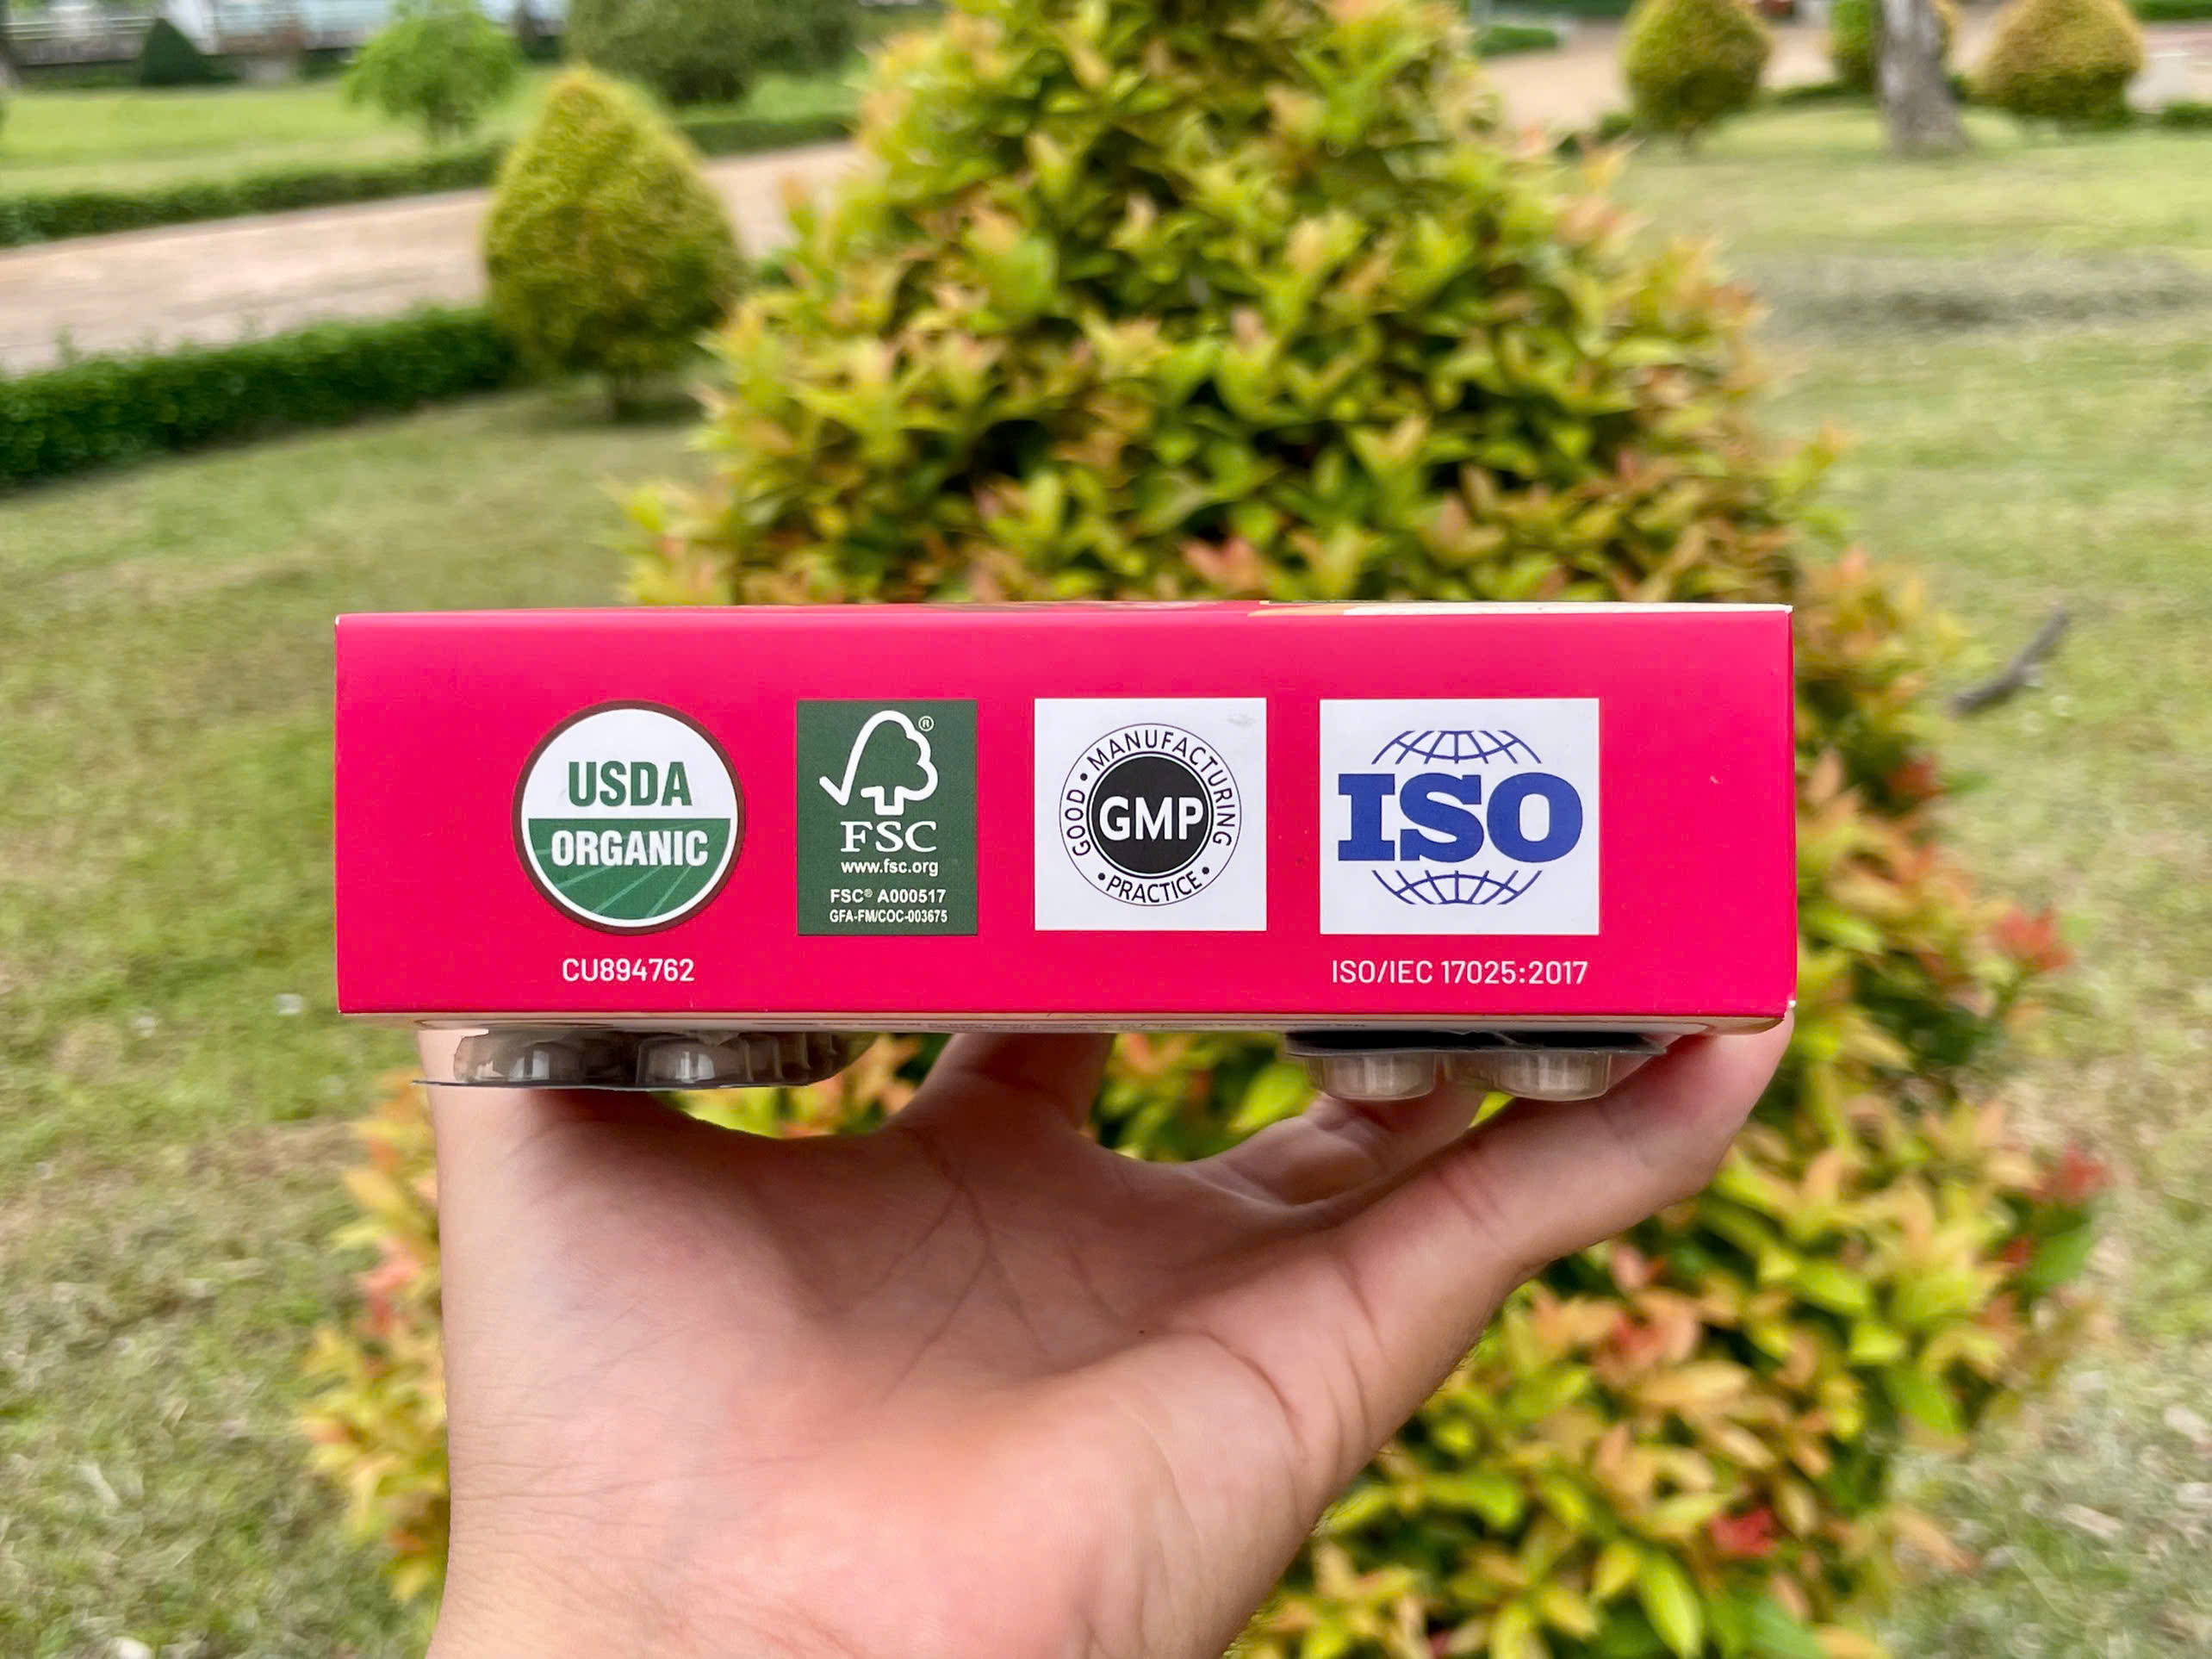 USDA
ORGANIC
CU894762
®
FSC
www.fsc.org
FSC® A000517
GFA-FM/COC-003675
GOOD • MANUFACTURING • PRACTICE •
GMP
ISO
ISO/IEC 17025:2017